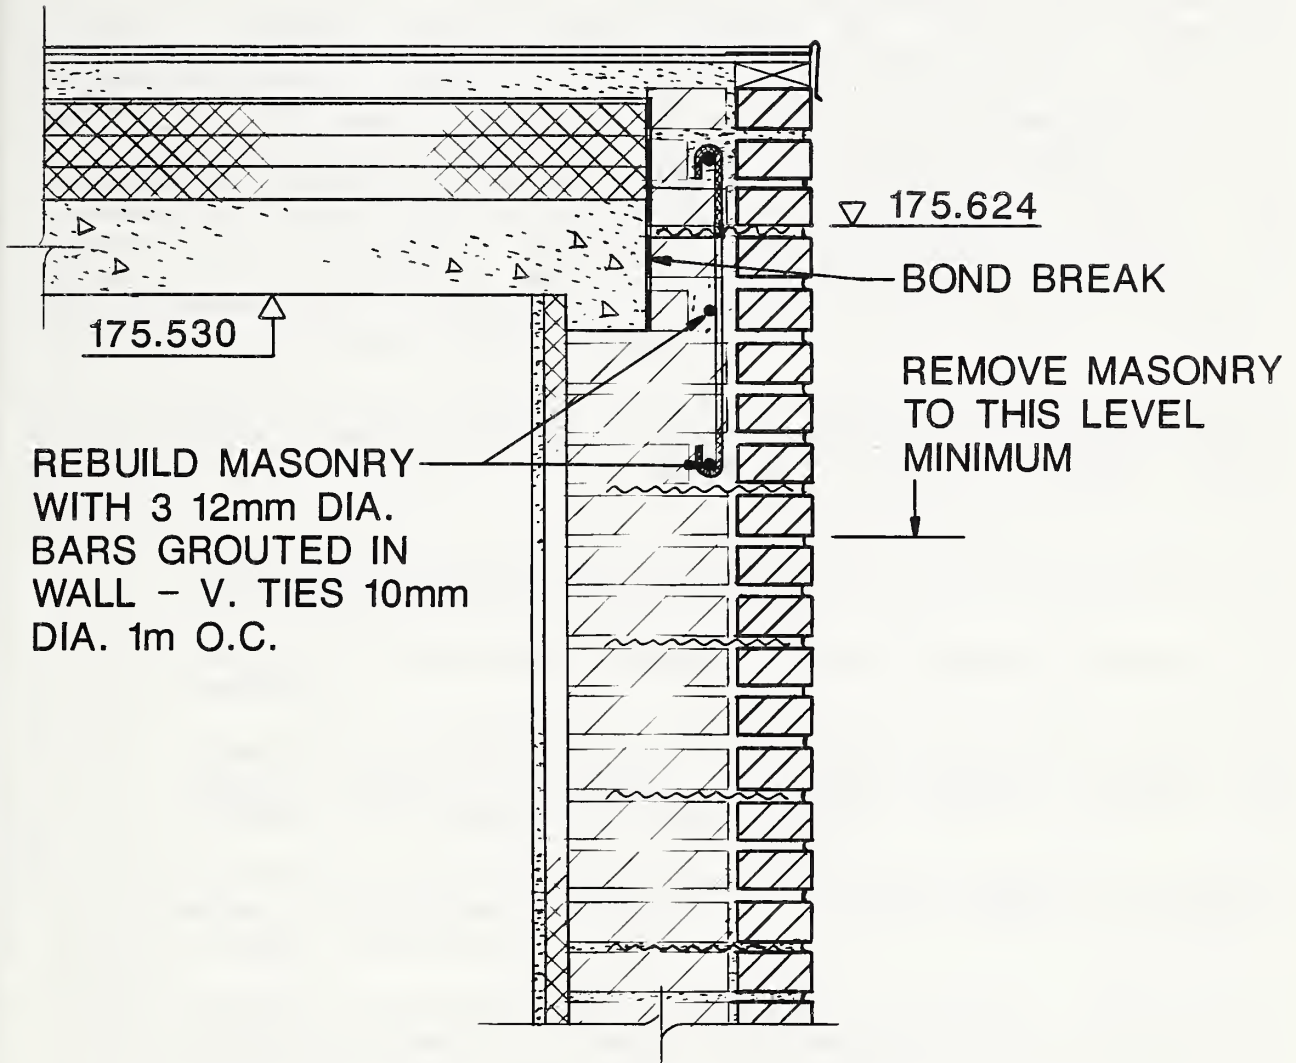 175.624
BOND BREAK
175.530
REMOVE MASONRY
TO THIS LEVEL
MINIMUM
REBUILD MASONRY
WITH 3 12mm DIA.
BARS GROUTED IN
WALL – V. TIES 10mm
DIA. 1m O.C.